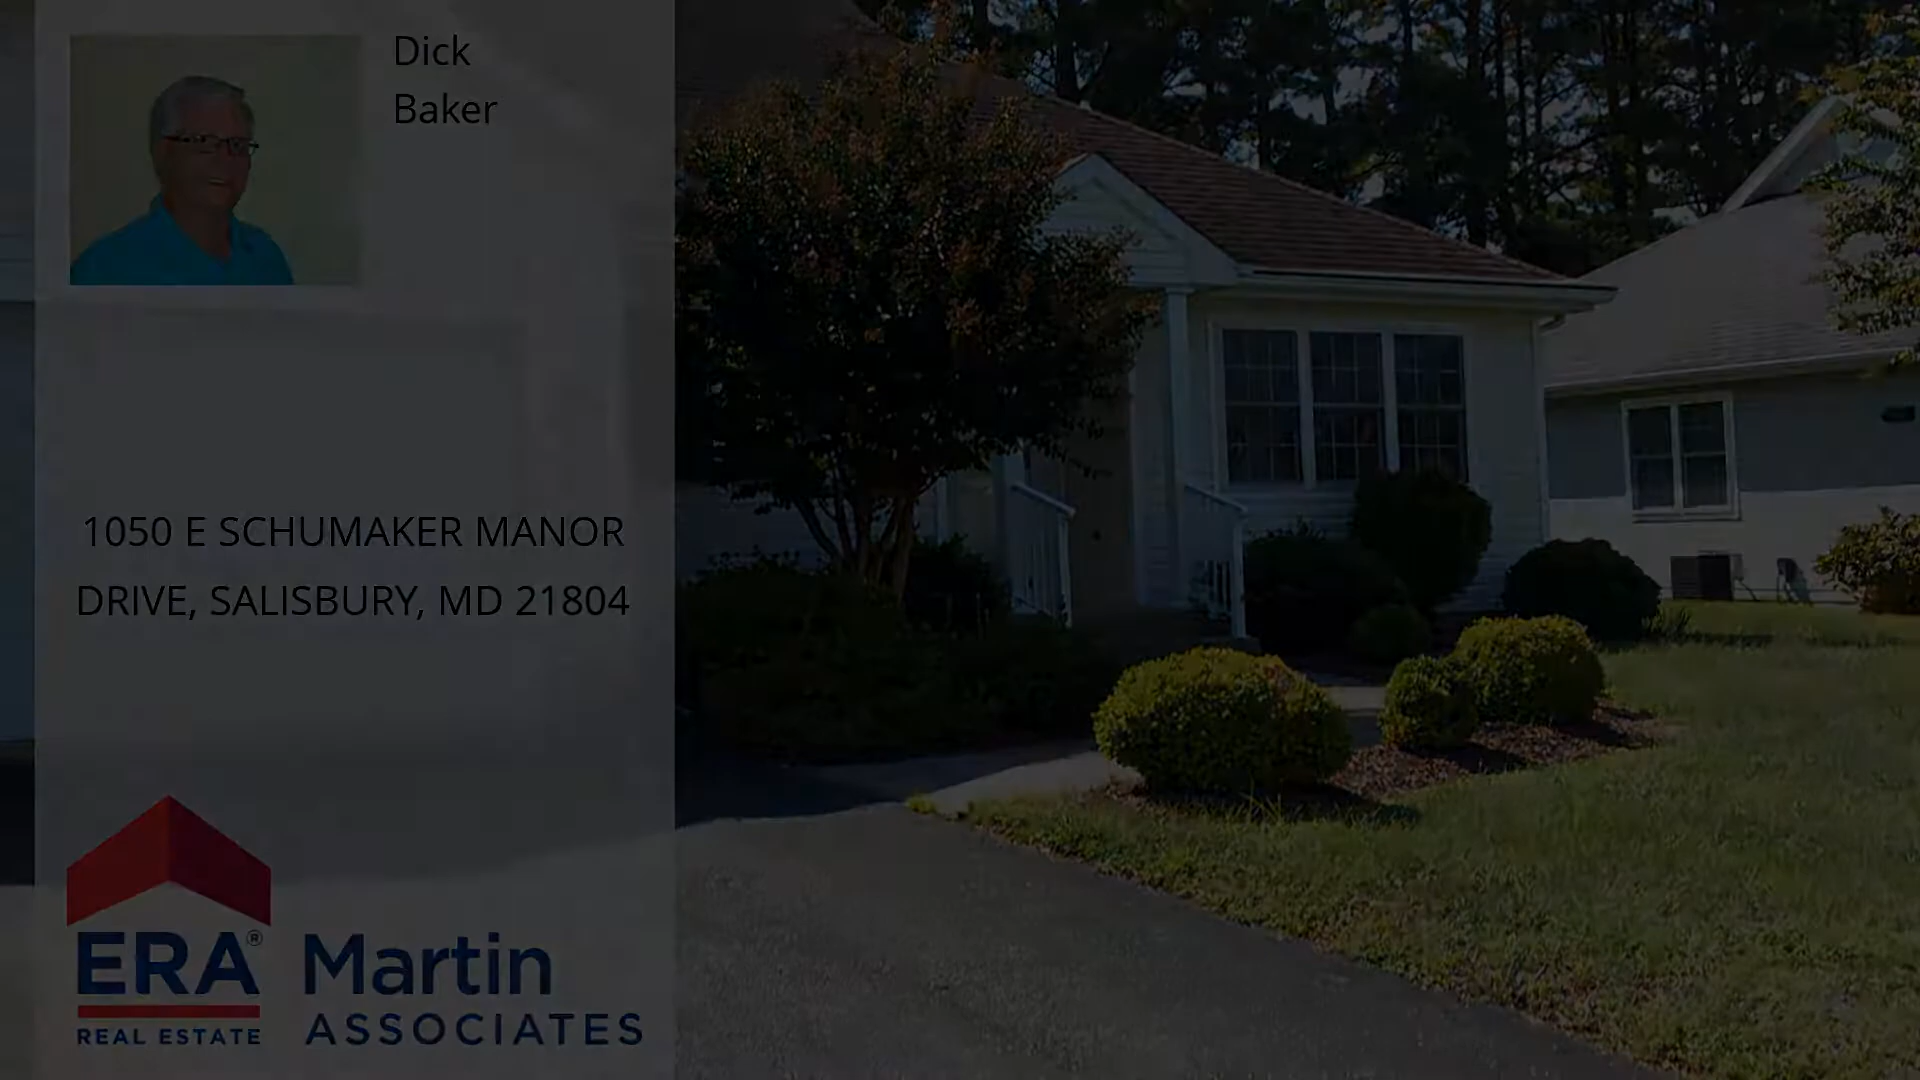 Dick
Baker
1050 E SCHUMAKER MANOR
DRIVE, SALISBURY, MD 21804
ERA®
REAL ESTATE
Martin
ASSOCIATES